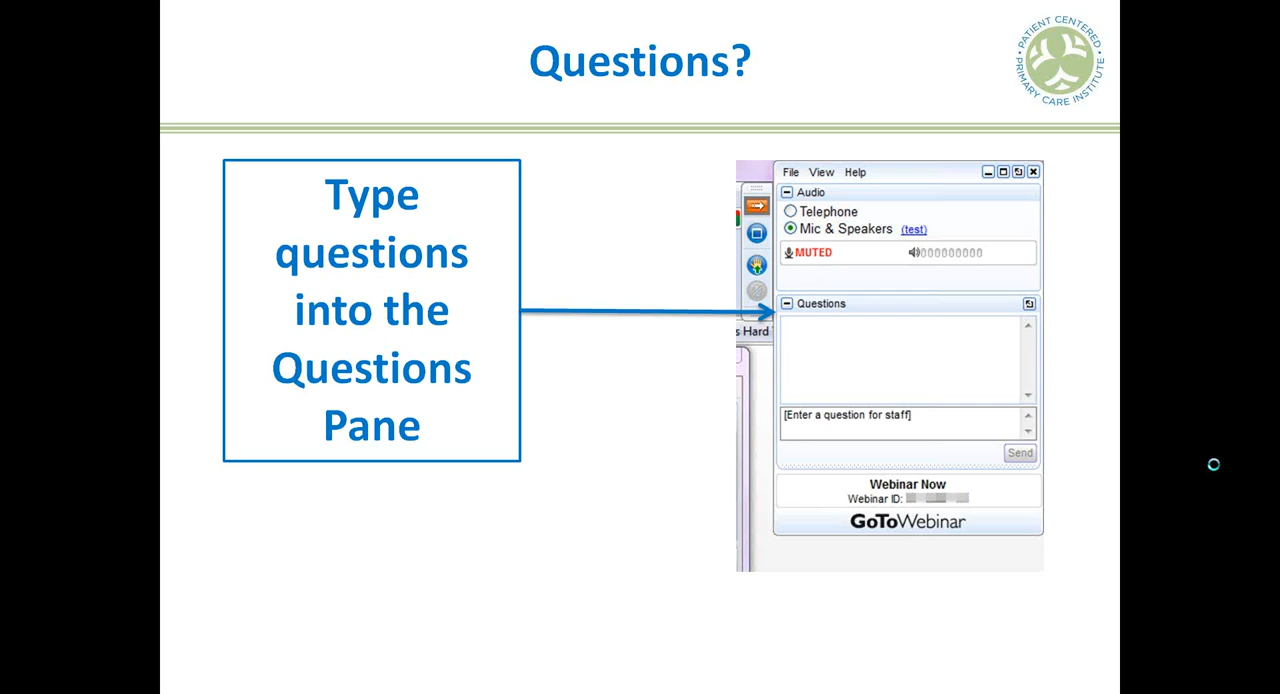 Questions?
PATIENT CENTERED
PRIMARY CARE INSTITUTE
Type
questions
into the
Questions
Pane
File View Help
Audio
Telephone
Mic & Speakers (test)
MUTED
Questions
s Hard
[Enter a question for staff]
Send
Webinar Now
Webinar ID:
GoToWebinar